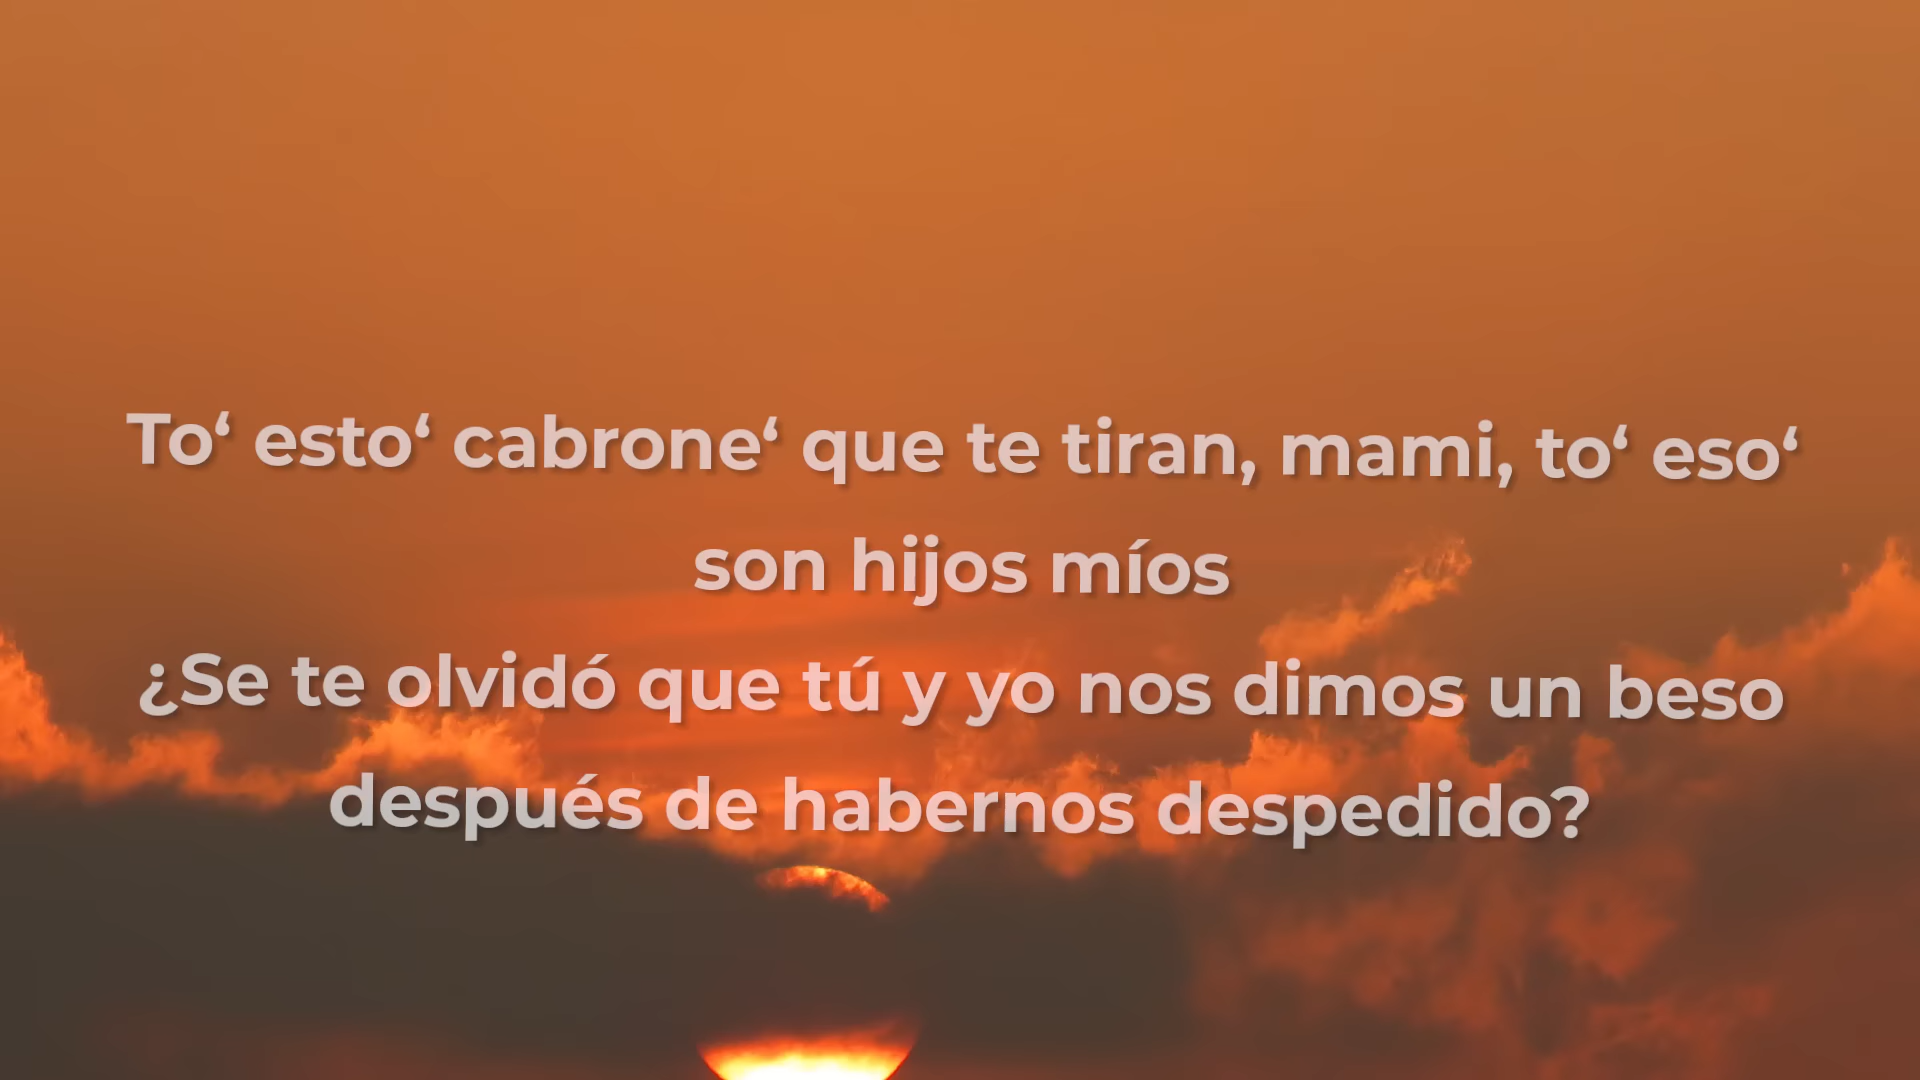 To‘ esto‘ cabrone‘ que te tiran, mami, to‘ eso‘
son hijos míos
¿Se te olvidó que tú y yo nos dimos un beso
después de habernos despedido?